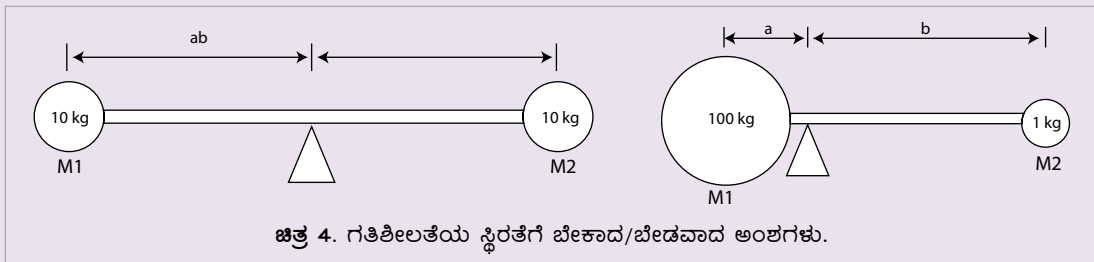 ab
10 kg
10 kg
M1
M2
a
b
100 kg
1 kg
M1
M2
ಚಿತ್ರ 4. ಗತಿಶೀಲತೆಯ ಸ್ಥಿರತೆಗೆ ಬೇಕಾದ/ಬೇಡವಾದ ಅಂಶಗಳು.